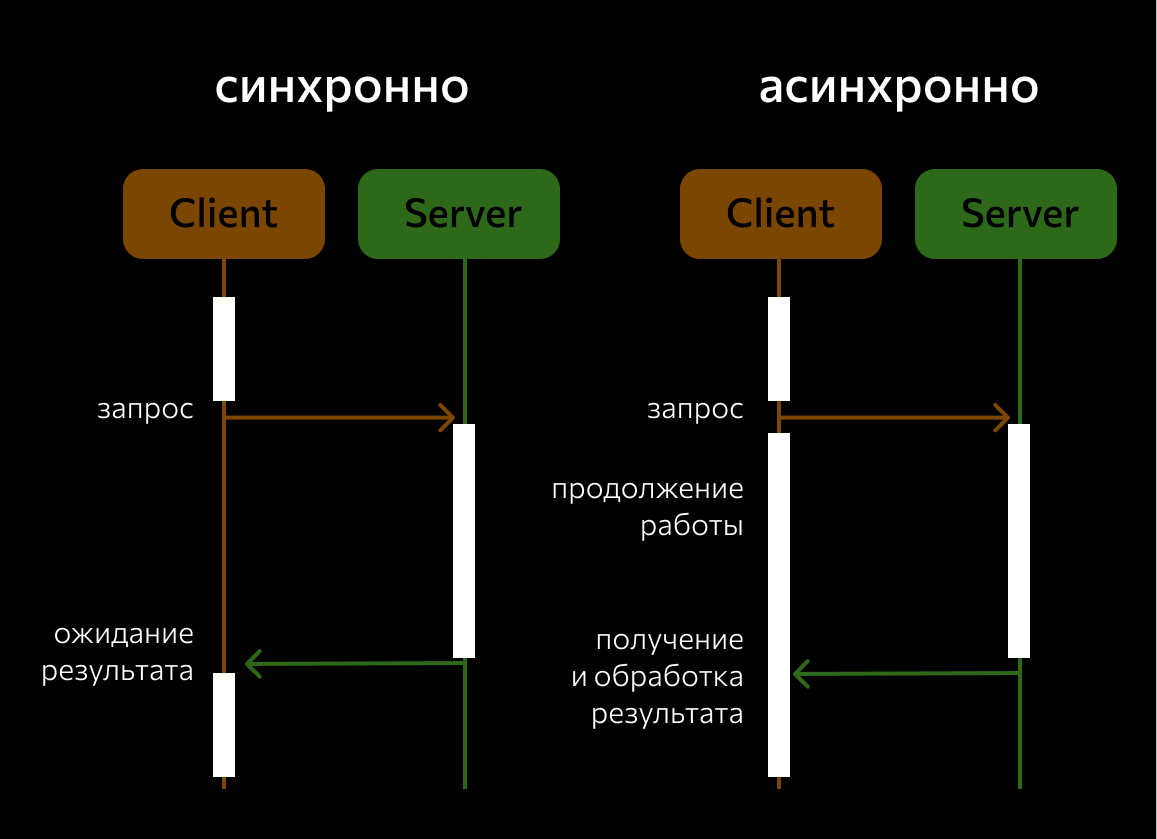 синхронно
Client
Server
запрос
ожидание
результата
асинхронно
Client
Server
запрос
продолжение
работы
получение
и обработка
результата